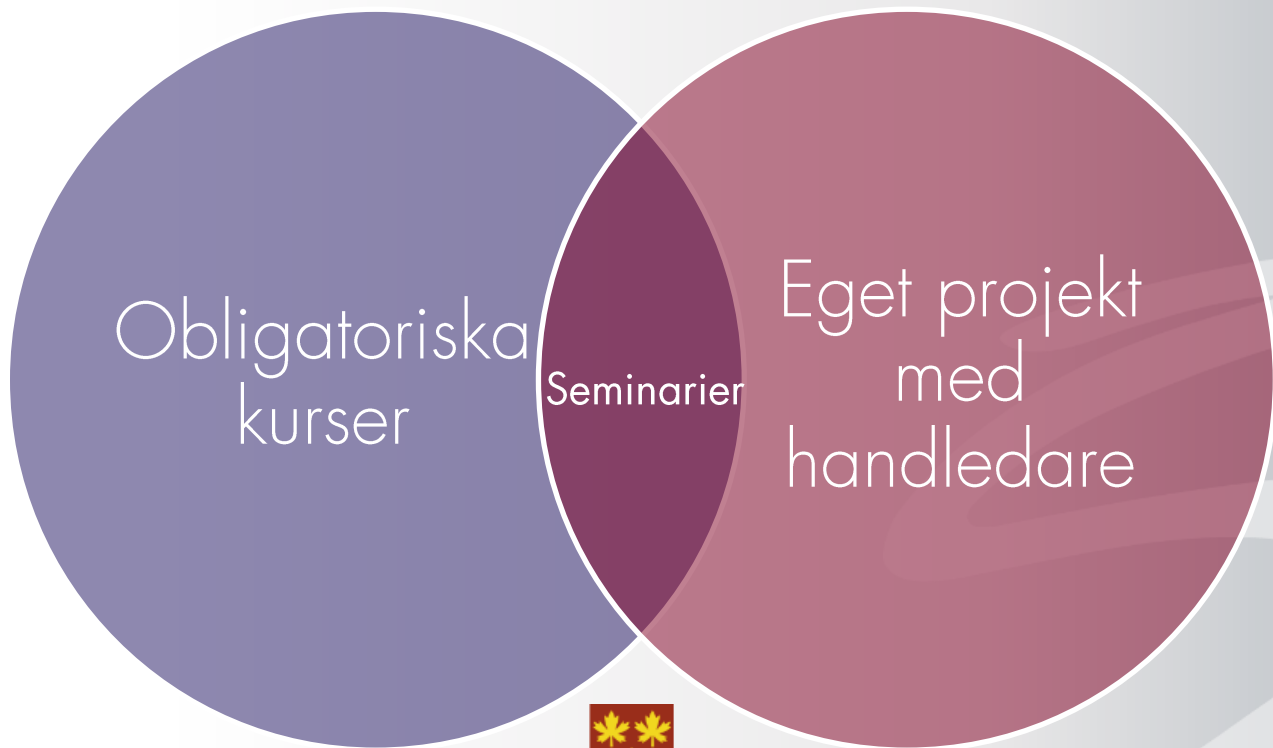 Obligatoriska
kurser
Seminarier
Eget projekt
med
handledare